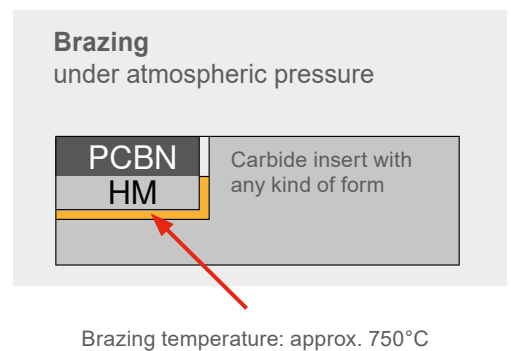 Brazing
under atmospheric pressure
PCBN
HM
Carbide insert with
any kind of form
Brazing temperature: approx. 750°C